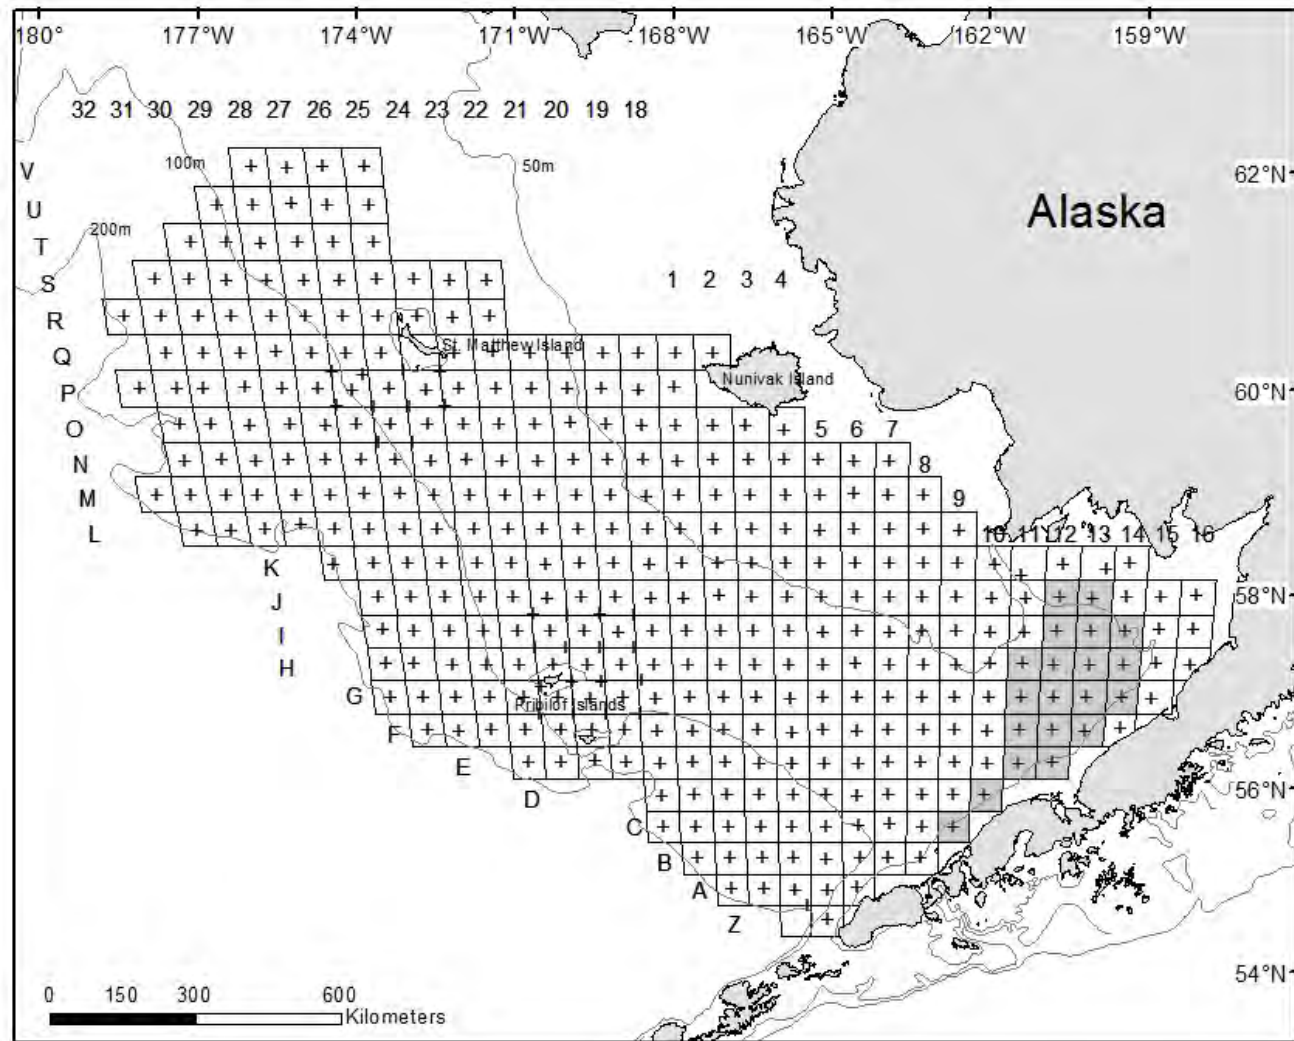 180° 177°W 174°W 171°W 168°W 165°W 162°W 159°W
32 31 30 29 28 27 26 25 24 23 22 21 20 19 18
100m
50m
V
62°N
U
Alaska
200m
T
S
1 2 3 4
R
St. Matthew Island
Q
Nunivak Island
P
60°N
O
5 6 7
N
8
M
9
L
10 11 12 13 14 15 16
K
J
58°N
I
H
G
Pribilof Islands
F
E
D
56°N
C
B
A
Z
54°N
0 150 300 600
Kilometers